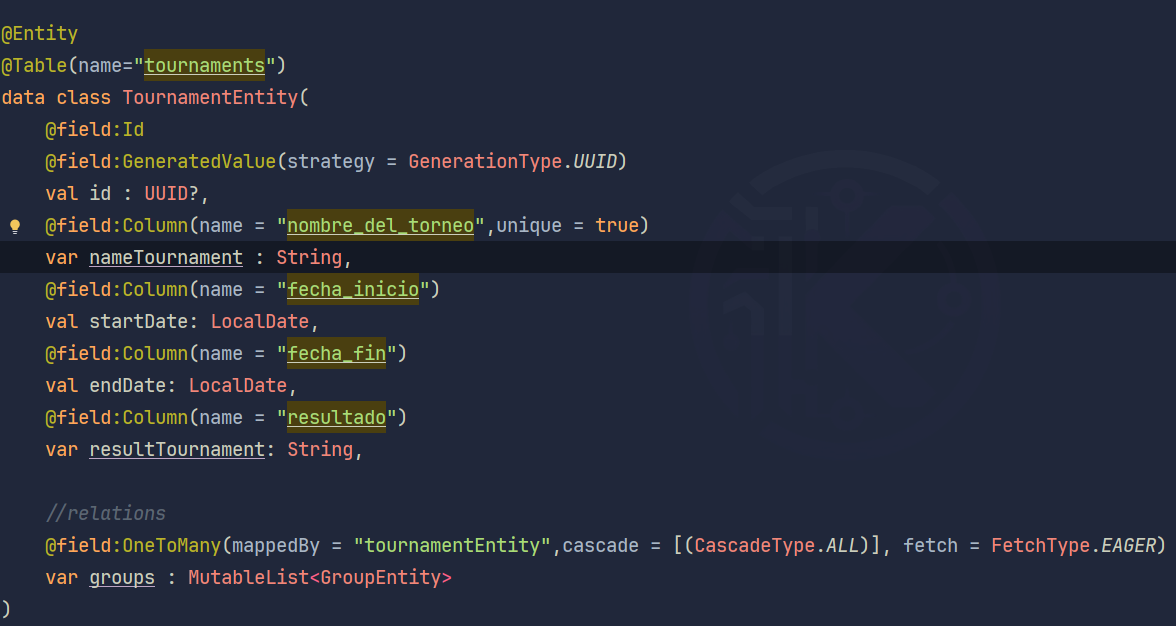 @Entity
@Table(name="tournaments")
data class TournamentEntity(
    @field:Id
    @field:GeneratedValue(strategy = GenerationType.UUID)
    val id : UUID?,
    @field:Column(name = "nombre_del_torneo",unique = true)
    var nameTournament : String,
    @field:Column(name = "fecha_inicio")
    val startDate: LocalDate,
    @field:Column(name = "fecha_fin")
    val endDate: LocalDate,
    @field:Column(name = "resultado")
    var resultTournament: String,

    //relations
    @field:OneToMany(mappedBy = "tournamentEntity",cascade = [(CascadeType.ALL)], fetch = FetchType.EAGER)
    var groups : MutableList<GroupEntity>
)